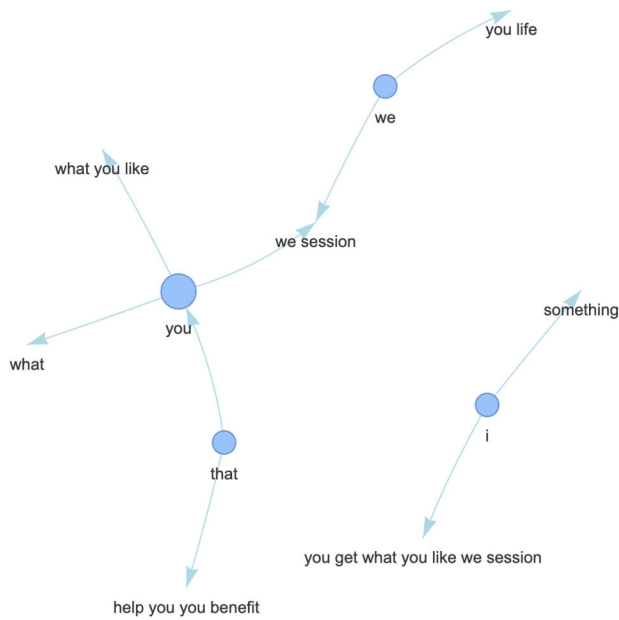 you life
we
what you like
we session
something
you
what
i
that
you get what you like we session
help you you benefit